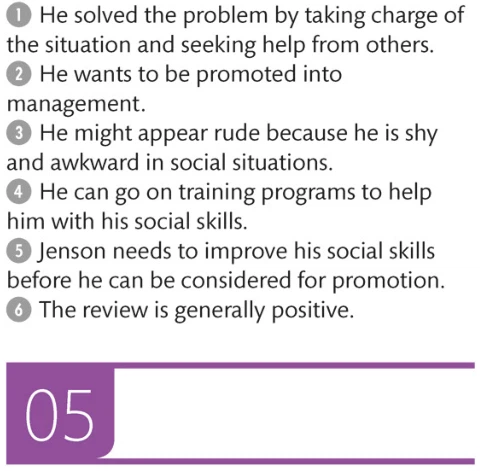 1 He solved the problem by taking charge of
the situation and seeking help from others.
2 He wants to be promoted into
management.
3 He might appear rude because he is shy
and awkward in social situations.
4 He can go on training programs to help
him with his social skills.
5 Jenson needs to improve his social skills
before he can be considered for promotion.
6 The review is generally positive.
05